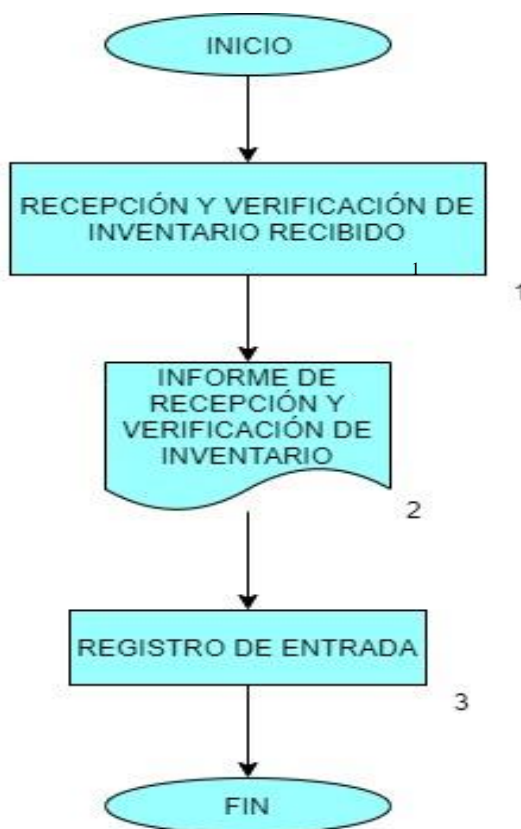 INICIO
RECEPCIÓN Y VERIFICACIÓN DE
INVENTARIO RECIBIDO
1
1
INFORME DE
RECEPCIÓN Y
VERIFICACIÓN DE
INVENTARIO
2
REGISTRO DE ENTRADA
3
FIN